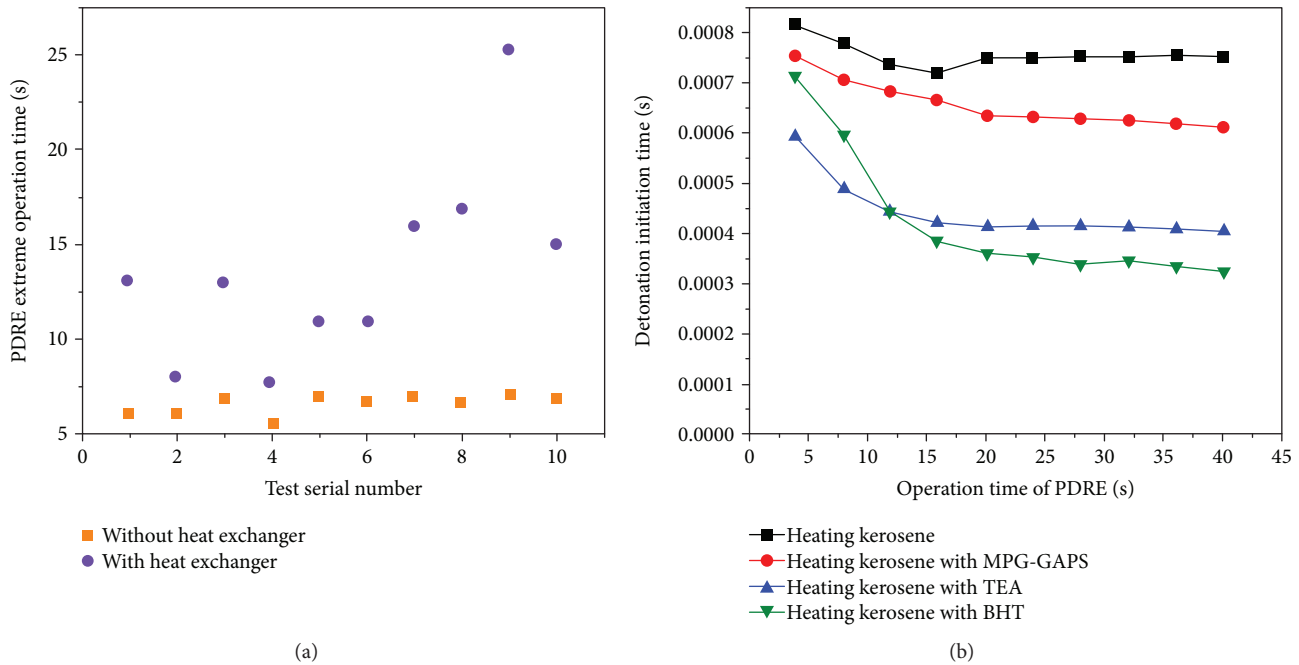 PDRE extreme operation time (s)
25
20
15
10
5
0
2
4
6
8
10
Test serial number
Without heat exchanger
With heat exchanger
(a)
Detonation initiation time (s)
0.0008
0.0007
0.0006
0.0005
0.0004
0.0003
0.0002
0.0001
0.0000
0
5
10
15
20
25
30
35
40
45
Operation time of PDRE (s)
Heating kerosene
Heating kerosene with MPG-GAPS
Heating kerosene with TEA
Heating kerosene with BHT
(b)